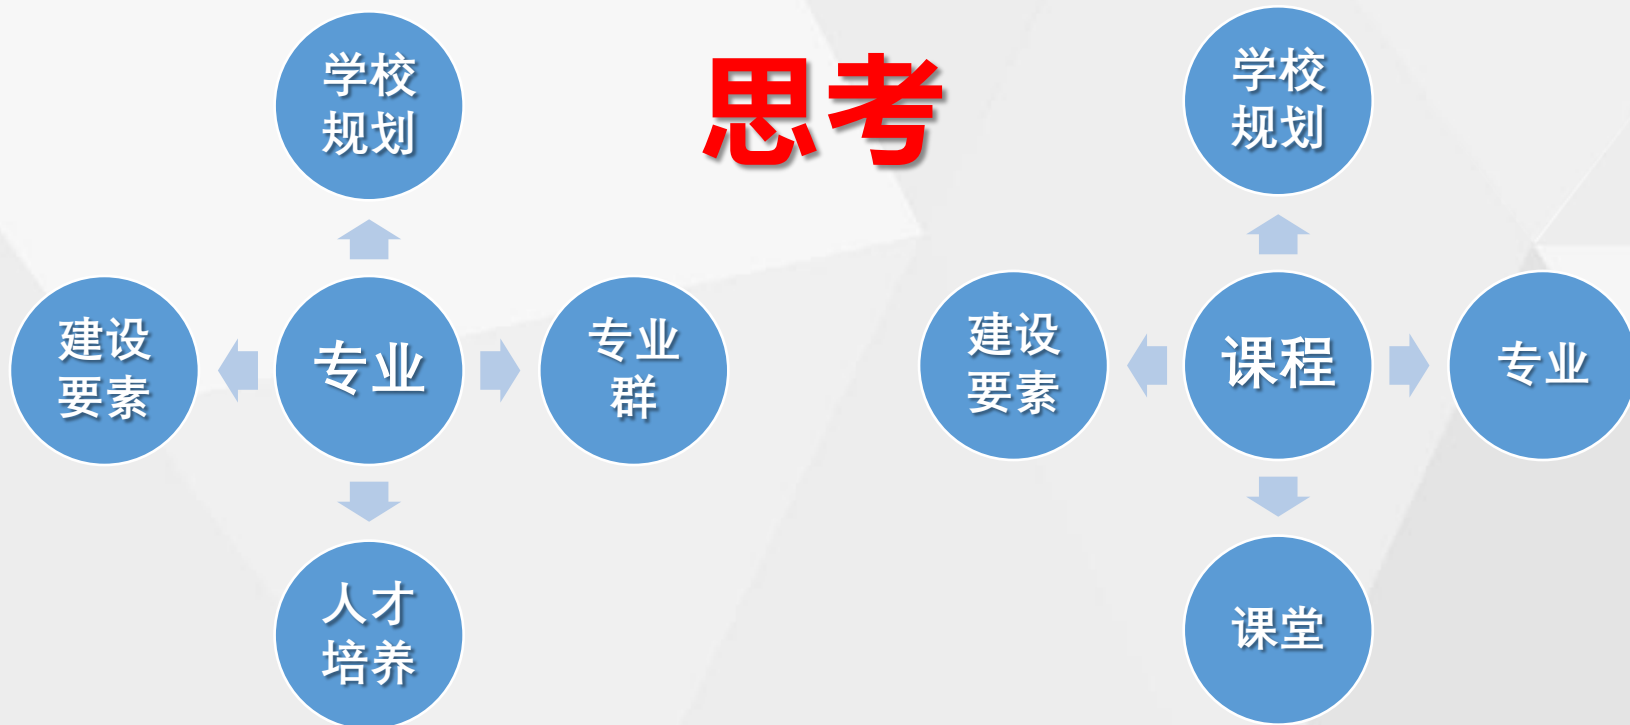 思考
学校
规划
建设
要素
专业
专业
群
人才
培养
学校
规划
建设
要素
课程
专业
课堂